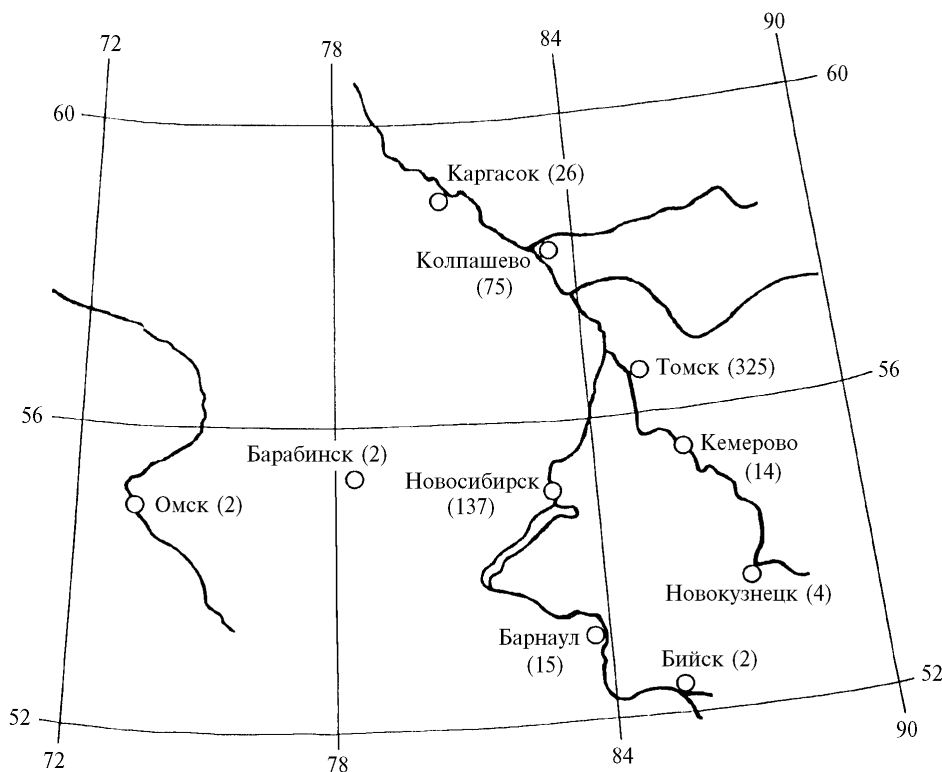 72
78
84
90
60
60
Каргасок (26)
Колпашево
(75)
Томск (325)
56
56
Кемерово
(14)
Барабинск (2)
Новосибирск
(137)
Омск (2)
Новокузнецк (4)
Барнаул
(15)
Бийск (2)
52
52
72
78
84
90